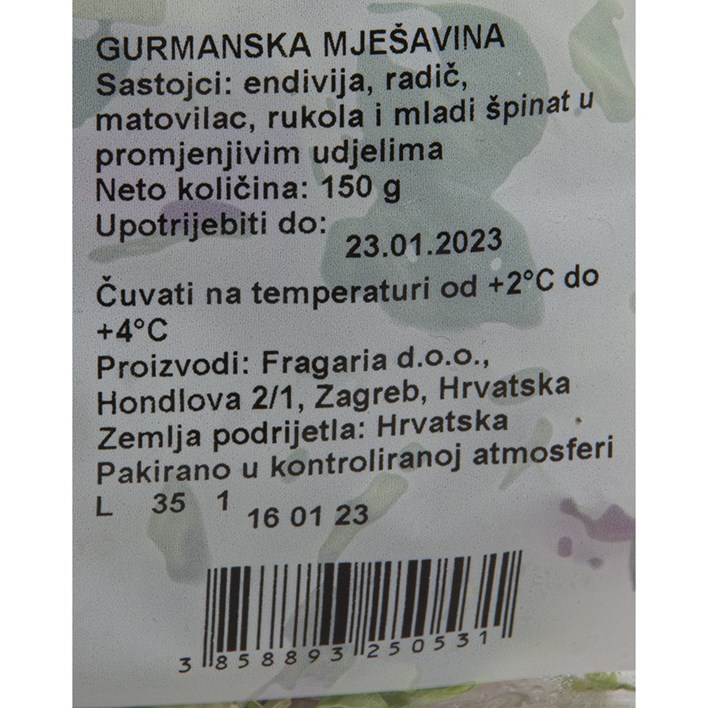 GURMANSKA MJEŠAVINA
Sastojci: endivija, radič,
matovilac, rukola i mladi špinat u
promjenjivim udjelima
Neto količina: 150 g
Upotrijebiti do: 23.01.2023
Čuvati na temperaturi od +2°C do
+4°C
Proizvodi: Fragaria d.o.o.,
Hondlova 2/1, Zagreb, Hrvatska
Zemlja podrijetla: Hrvatska
Pakirano u kontroliranoj atmosferi
L 35 1 16 01 23
3 858893 250531